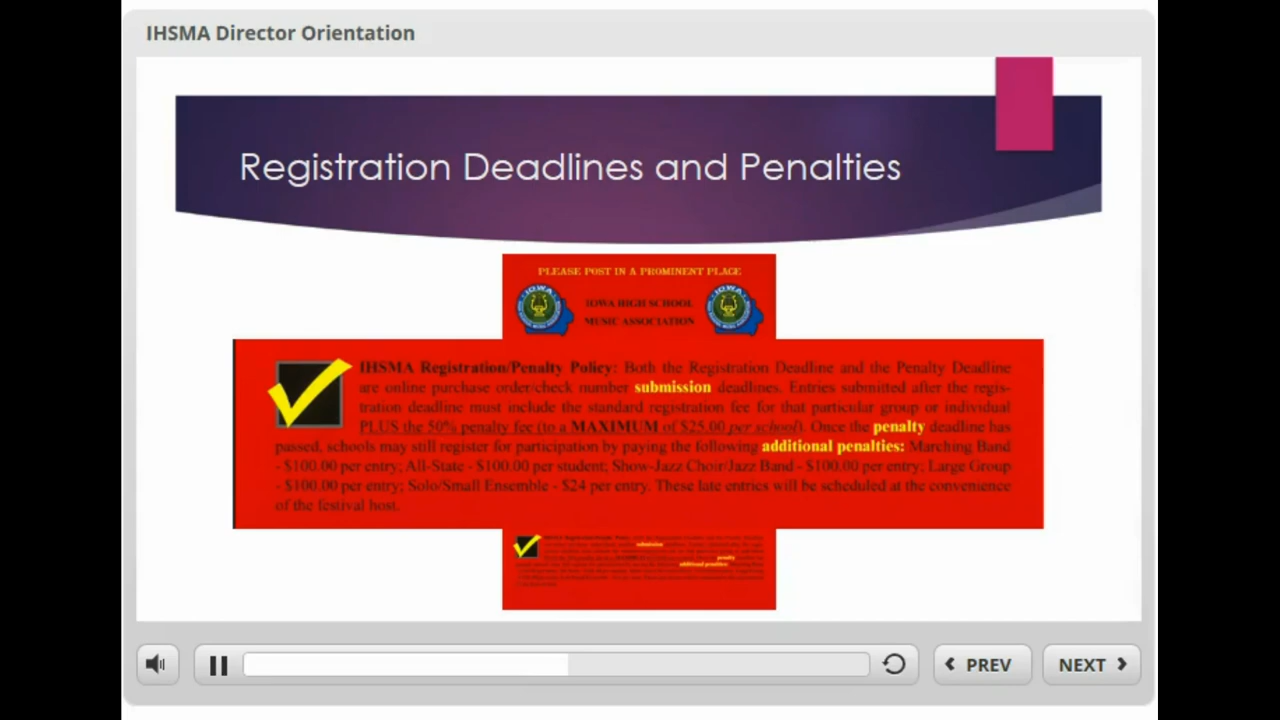 IHSMA Director Orientation
Registration Deadlines and Penalties
PLEASE POST IN A PROMINENT PLACE
IOWA HIGH SCHOOL
MUSIC ASSOCIATION
IHSMA Registration/Penalty Policy: Both the Registration Deadline and the Penalty Deadline
are online purchase order/check number submission deadlines. Entries submitted after the regis-
tration deadline must include the standard registration fee for that particular group or individual
PLUS the 50% penalty fee (to a MAXIMUM of $25.00 per school). Once the penalty deadline has
passed, schools may still register for participation by paying the following additional penalties: Marching Band
- $100.00 per entry; All-State - $100.00 per student; Show-Jazz Choir/Jazz Band - $100.00 per entry; Large Group
- $100.00 per entry; Solo/Small Ensemble - $24 per entry. These late entries will be scheduled at the convenience
of the festival host.
submission
penalty
additional penalties:
PREV
NEXT